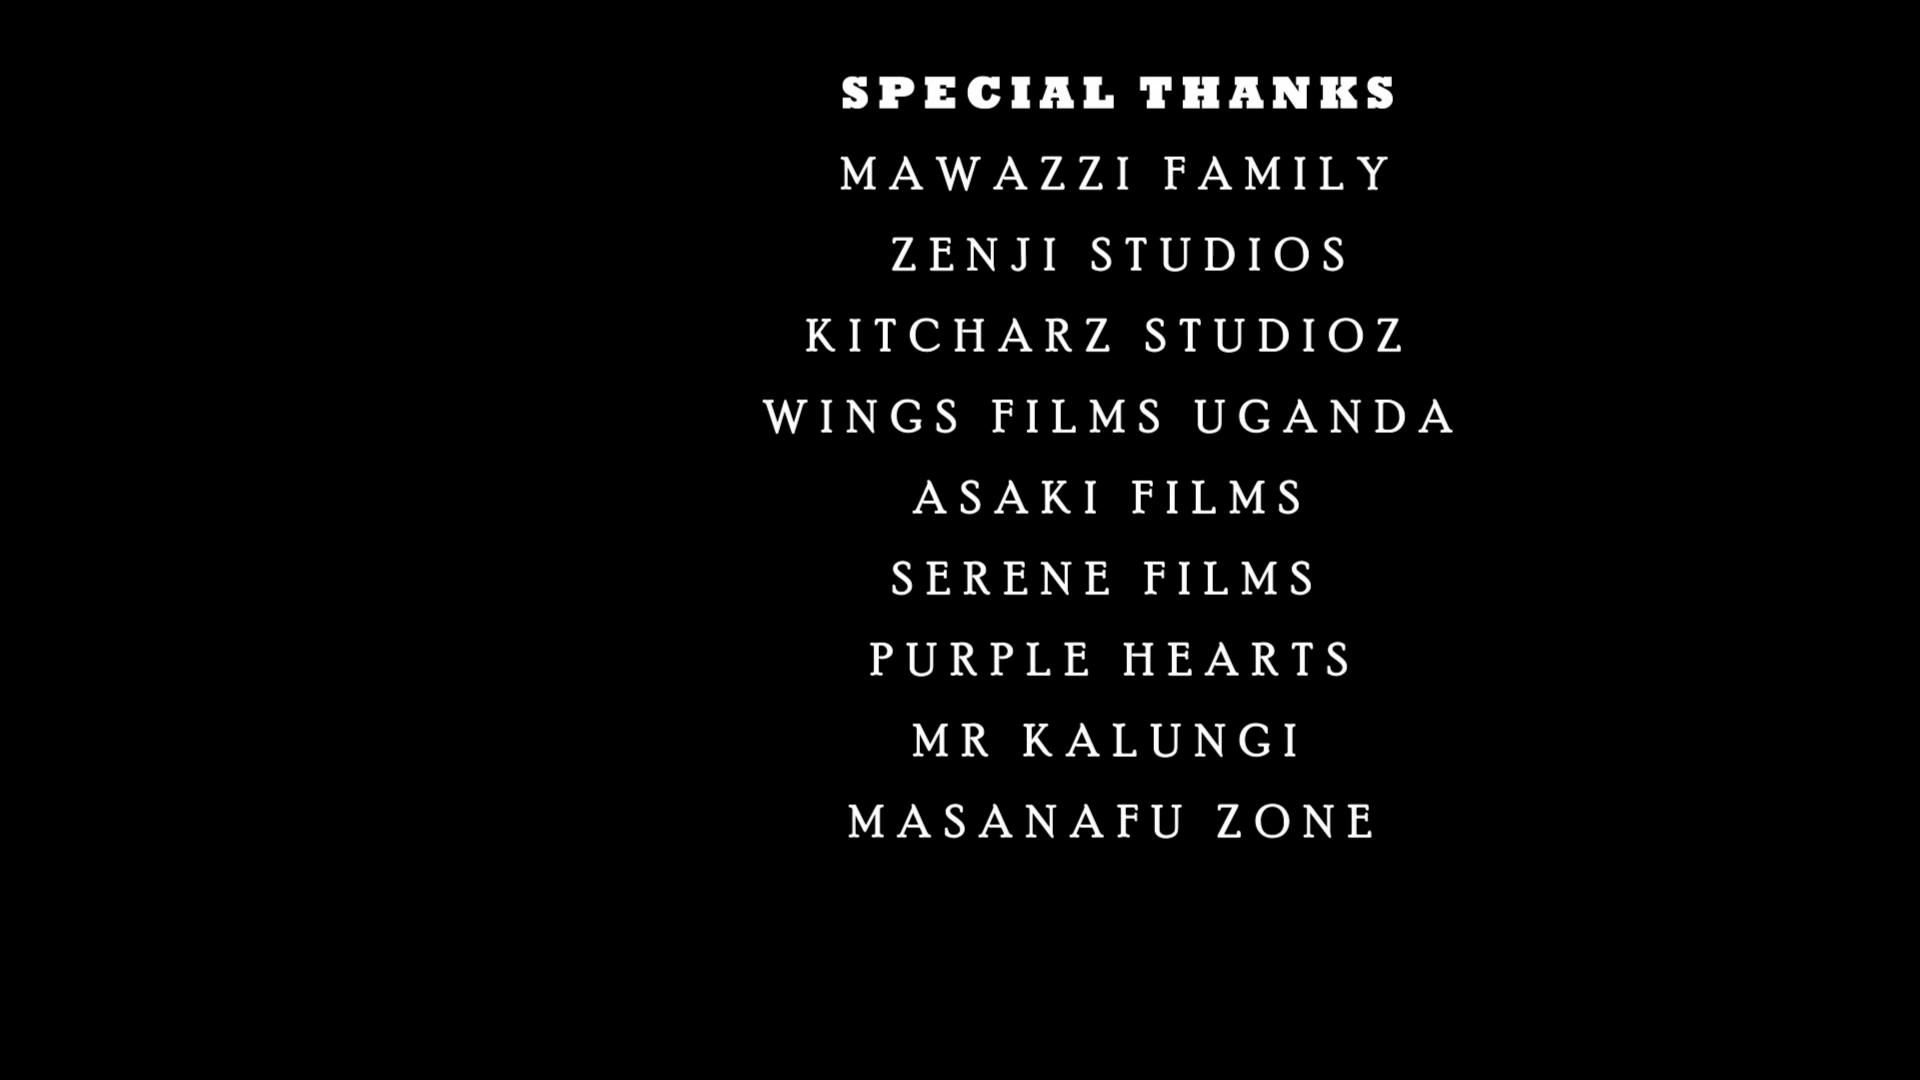 SPECIAL THANKS
MAWAZZI FAMILY
ZENJI STUDIOS
KITCHARZ STUDIOZ
WINGS FILMS UGANDA
ASAKI FILMS
SERENE FILMS
PURPLE HEARTS
MR KALUNGI
MASANAFU ZONE